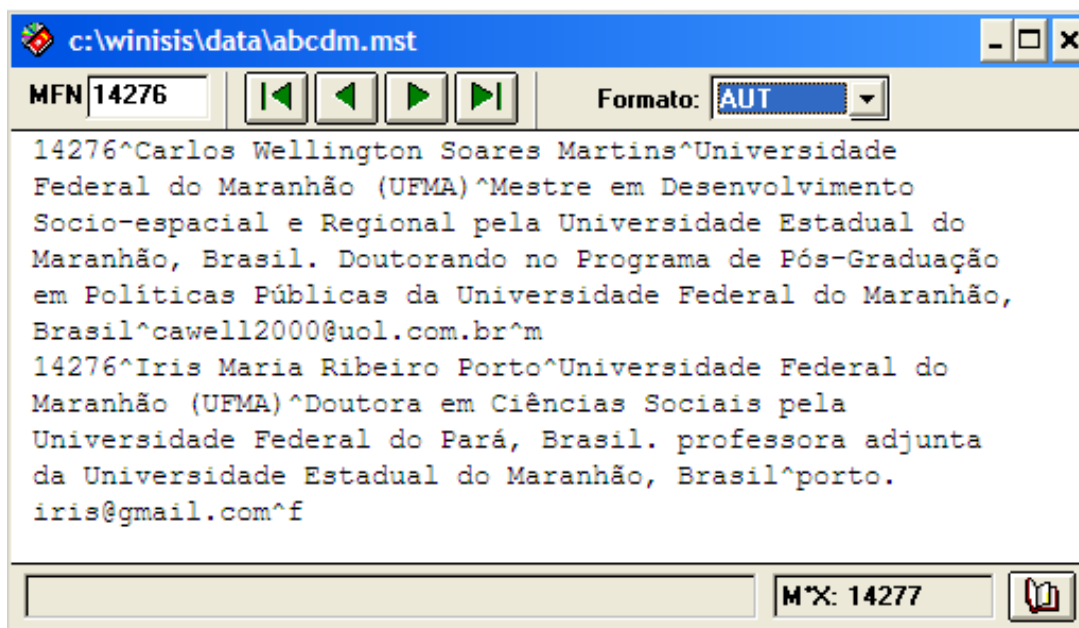 c:\winisis\data\abcdm.mst
MFN 14276 Formato: AUT
14276^Carlos Wellington Soares Martins^Universidade
Federal do Maranhão (UFMA)^Mestre em Desenvolvimento
Socio-espacial e Regional pela Universidade Estadual do
Maranhão, Brasil. Doutorando no Programa de Pós-Graduação
em Políticas Públicas da Universidade Federal do Maranhão,
Brasil^cawell2000@uol.com.br^m
14276^Iris Maria Ribeiro Porto^Universidade Federal do
Maranhão (UFMA)^Doutora em Ciências Sociais pela
Universidade Federal do Pará, Brasil. professora adjunta
da Universidade Estadual do Maranhão, Brasil^porto.
iris@gmail.com^f
M*X: 14277